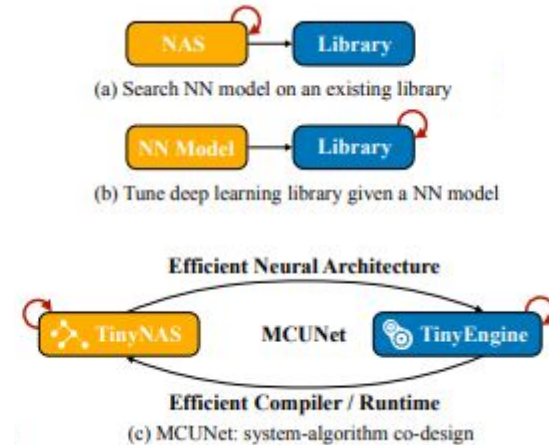 NAS
Library
(a) Search NN model on an existing library
NN Model
Library
(b) Tune deep learning library given a NN model
Efficient Neural Architecture
TinyNAS
MCUNet
TinyEngine
Efficient Compiler / Runtime
(c) MCUNet: system-algorithm co-design